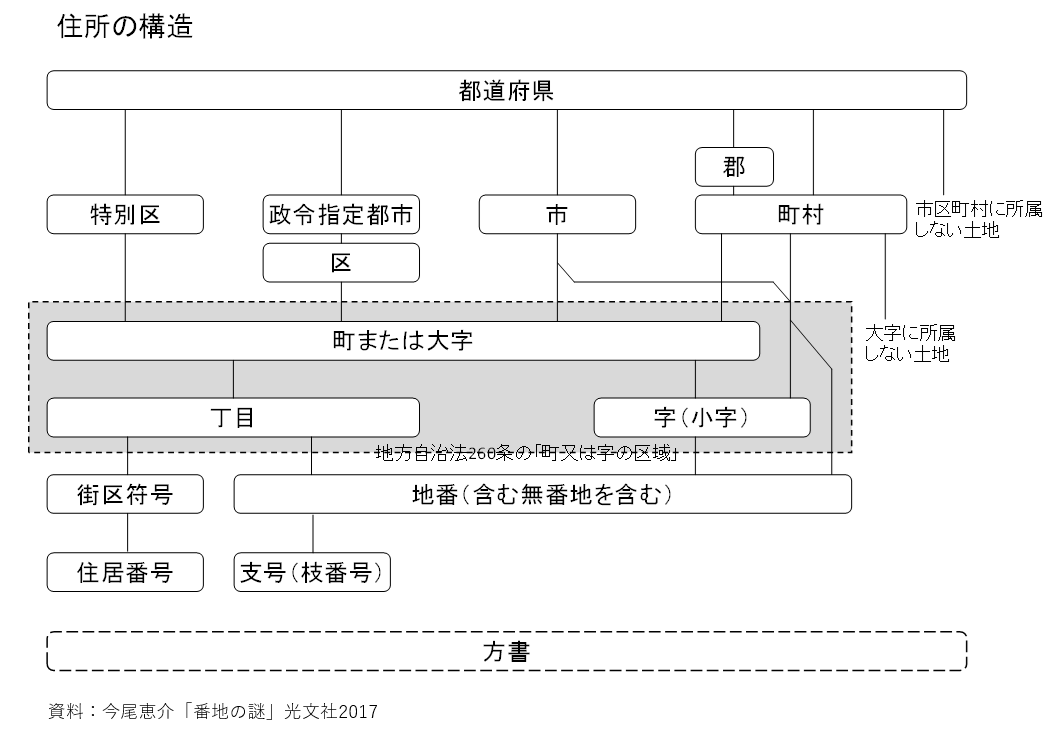 住所の構造
都道府県
郡
特別区
政令指定都市
市
町村
市区町村に所属
しない土地
区
町または大字
大字に所属
しない土地
丁目
字(小字)
地方自治法260条の「町又は字の区域」
街区符号
地番(含む無番地を含む)
住居番号
支号(枝番号)
方書
資料：今尾恵介「番地の謎」光文社2017